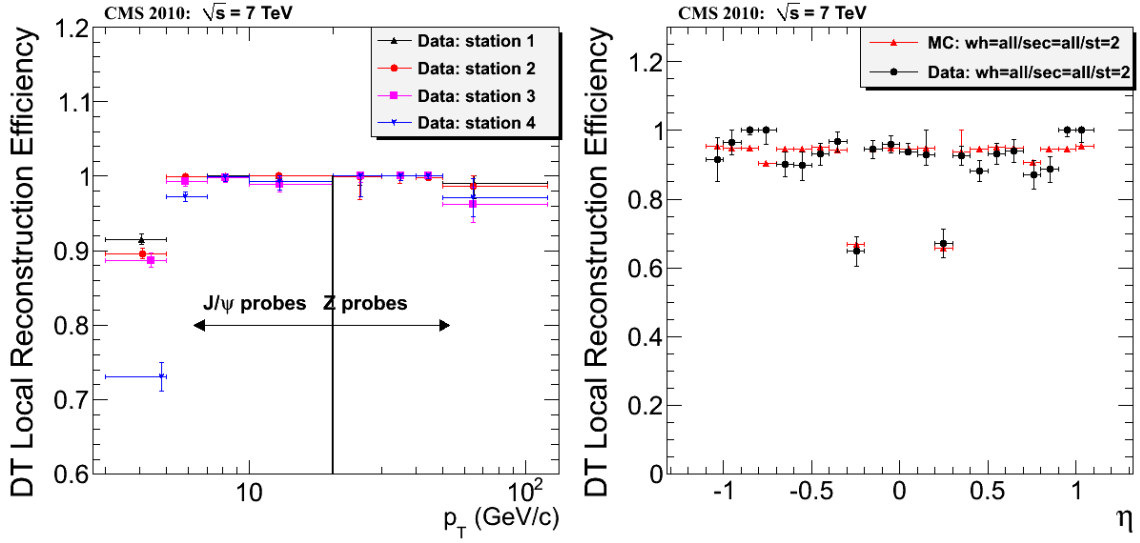 CMS 2010: √s = 7 TeV
DT Local Reconstruction Efficiency
1.2
1.1
1
0.9
0.8
0.7
0.6
Data: station 1
Data: station 2
Data: station 3
Data: station 4
J/ψ probes Z probes
10 10²
p_T (GeV/c)
CMS 2010: √s = 7 TeV
DT Local Reconstruction Efficiency
1.2
1
0.8
0.6
0.4
0.2
0
MC: wh=all/sec=all/st=2
Data: wh=all/sec=all/st=2
-1 -0.5 0 0.5 1
η